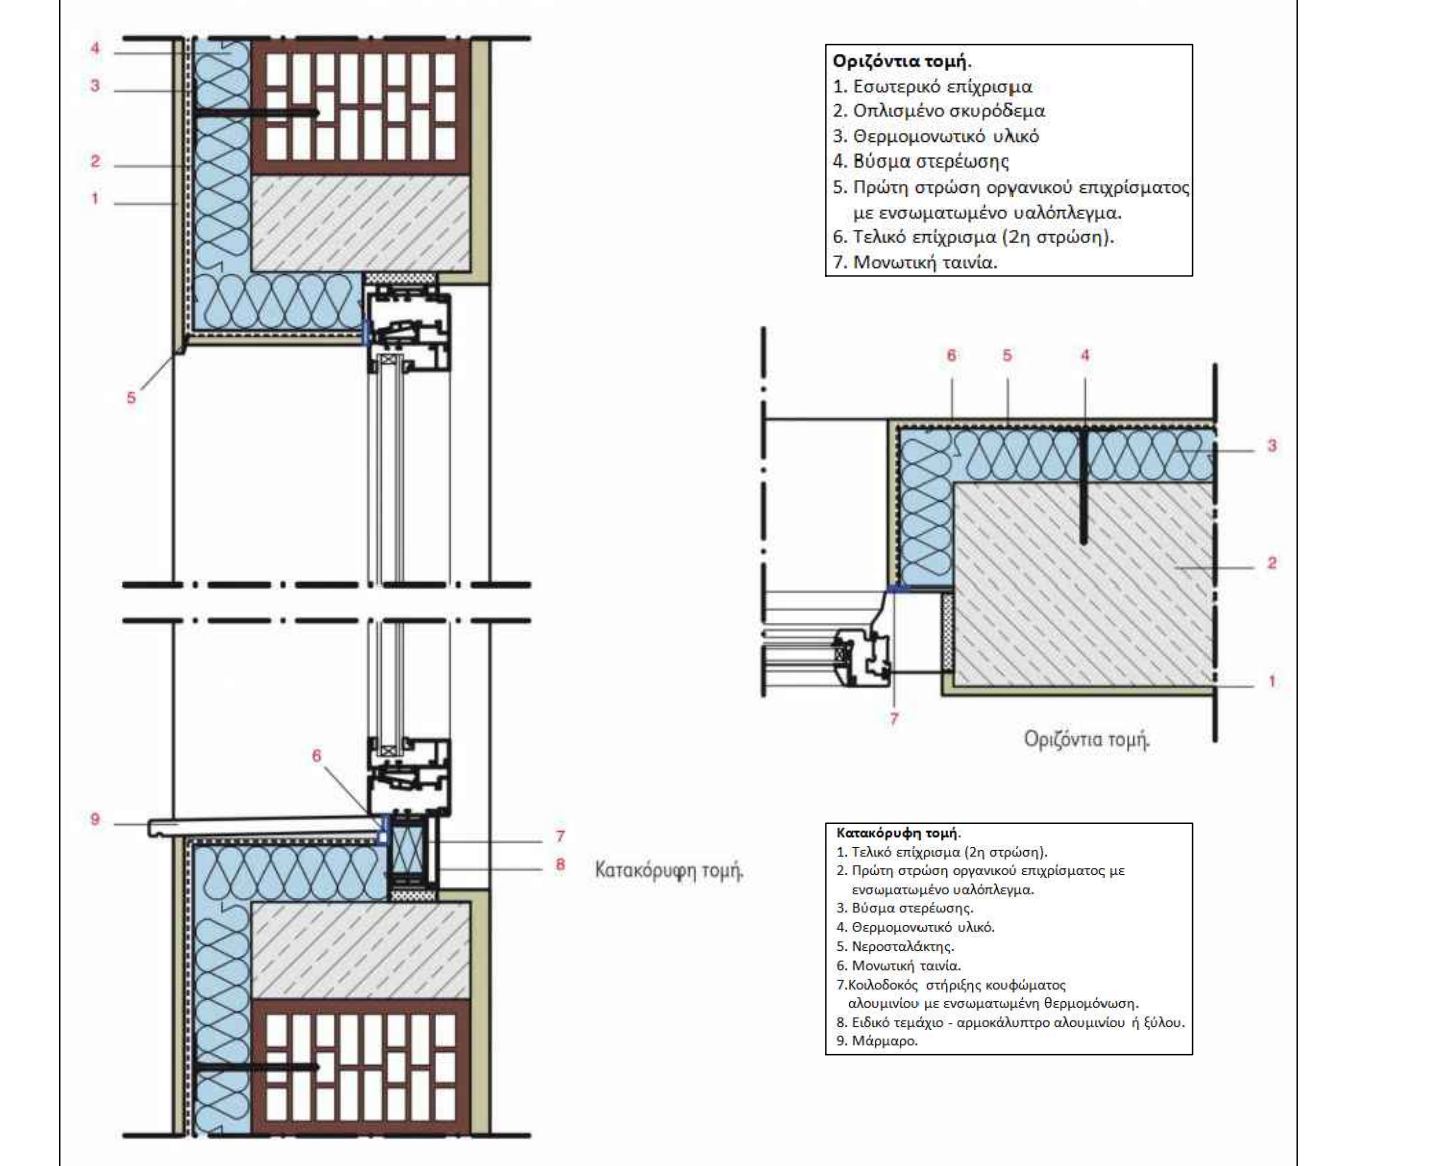 4
3
2
1
5
6
9
7
8
Κατακόρυφη τομή.
Οριζόντια τομή.
1. Εσωτερικό επίχρισμα
2. Οπλισμένο σκυρόδεμα
3. Θερμομονωτικό υλικό
4. Βύσμα στερέωσης
5. Πρώτη στρώση οργανικού επιχρίσματος
με ενσωματωμένο υαλόπλεγμα.
6. Τελικό επίχρισμα (2η στρώση).
7. Μονωτική ταινία.
6 5 4
3
2
1
7
Οριζόντια τομή.
Κατακόρυφη τομή.
1. Τελικό επίχρισμα (2η στρώση).
2. Πρώτη στρώση οργανικού επιχρίσματος με
ενσωματωμένο υαλόπλεγμα.
3. Βύσμα στερέωσης.
4. Θερμομονωτικό υλικό.
5. Νεροσταλάκτης.
6. Μονωτική ταινία.
7.Κοιλοδοκός στήριξης κουφώματος
αλουμινίου με ενσωματωμένη θερμομόνωση.
8. Ειδικό τεμάχιο - αρμοκάλυπτρο αλουμινίου ή ξύλου.
9. Μάρμαρο.